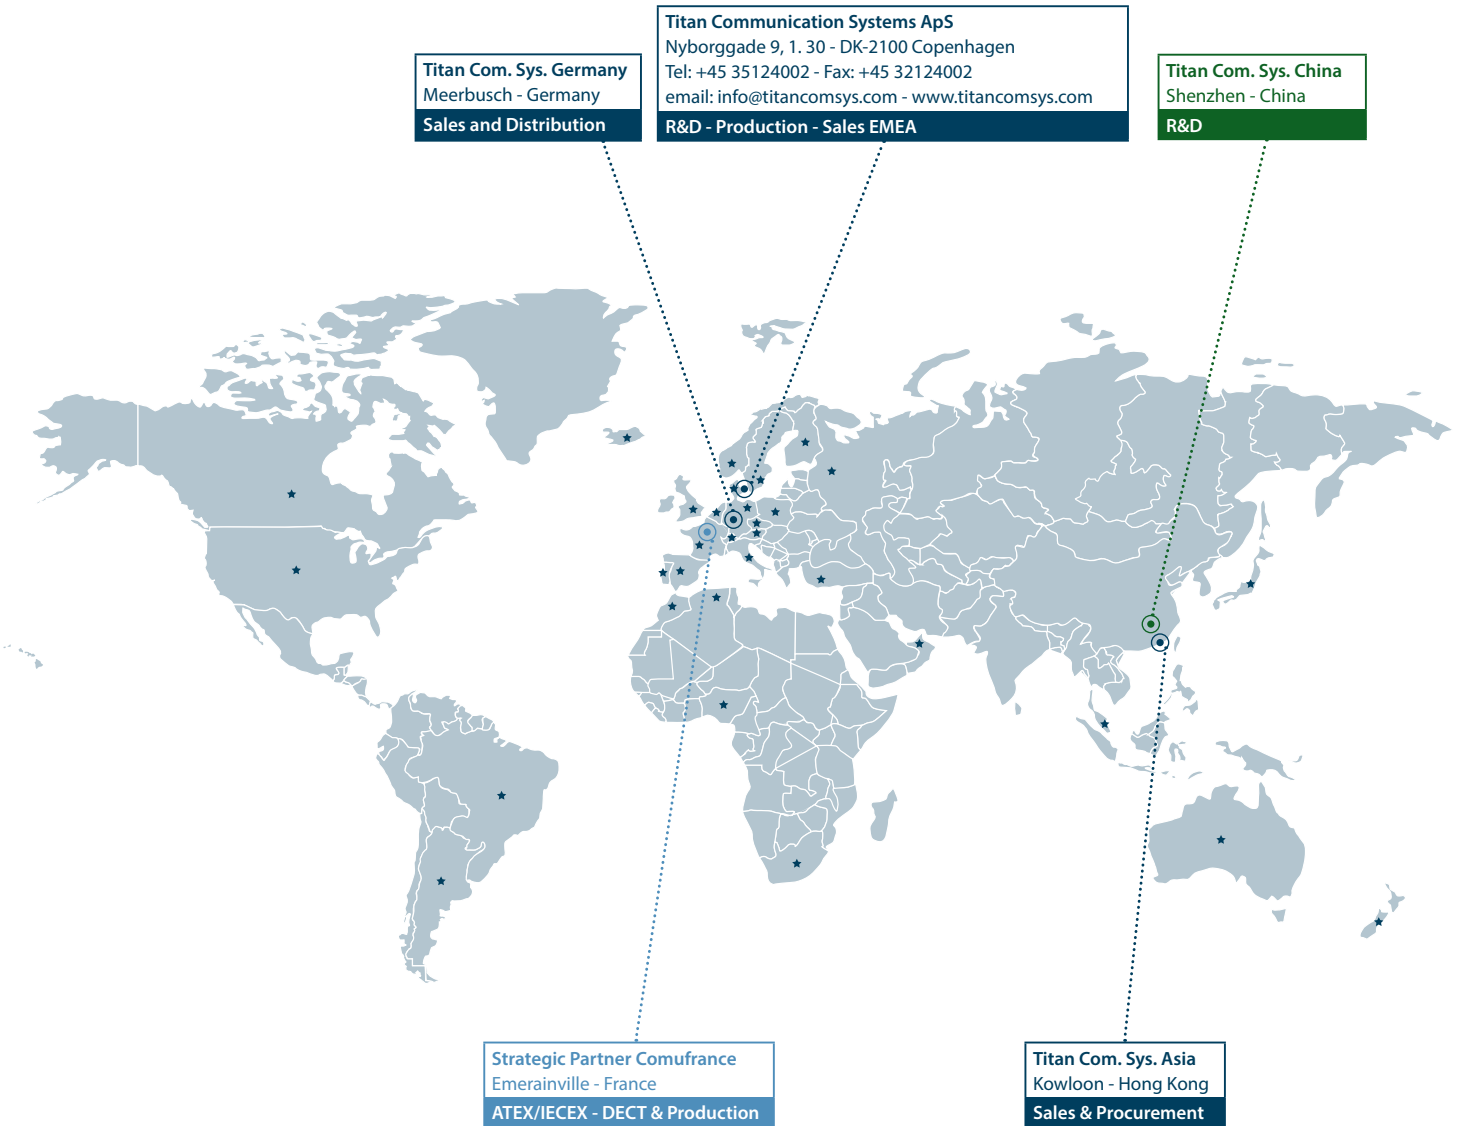 Titan Com. Sys. Germany
Meerbusch - Germany
Sales and Distribution
Titan Communication Systems ApS
Nyborggade 9, 1. 30 - DK-2100 Copenhagen
Tel: +45 35124002 - Fax: +45 32124002
email: info@titancomsys.com - www.titancomsys.com
R&D - Production - Sales EMEA
Titan Com. Sys. China
Shenzhen - China
R&D
Strategic Partner Comufrance
Emerainville - France
ATEX/IECEX - DECT & Production
Titan Com. Sys. Asia
Kowloon - Hong Kong
Sales & Procurement